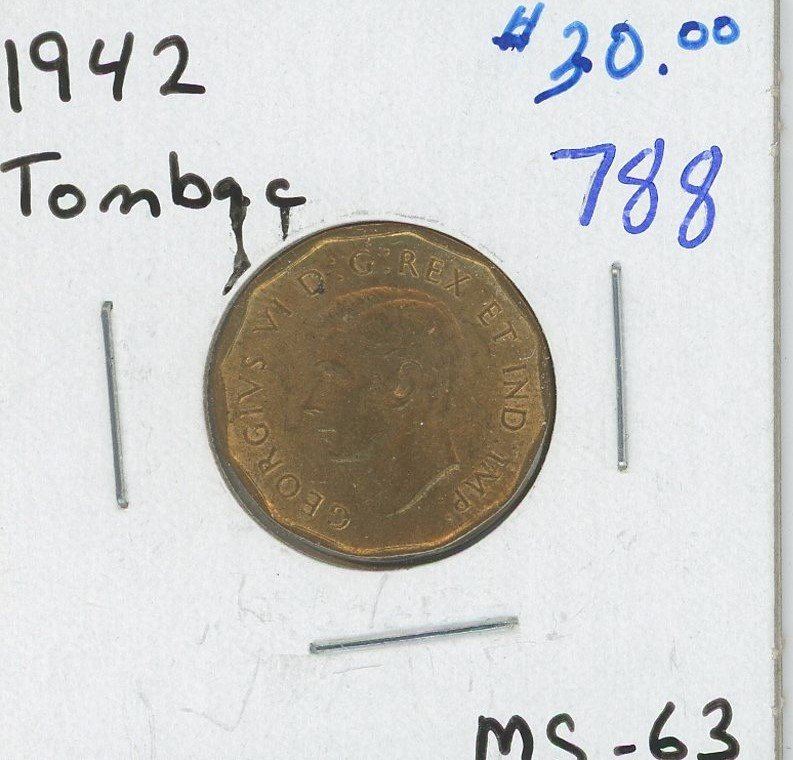 1942
$30.00
Tombac
788
GEORGIVS VI D:G:REX ET IND:IMP:
MS-63